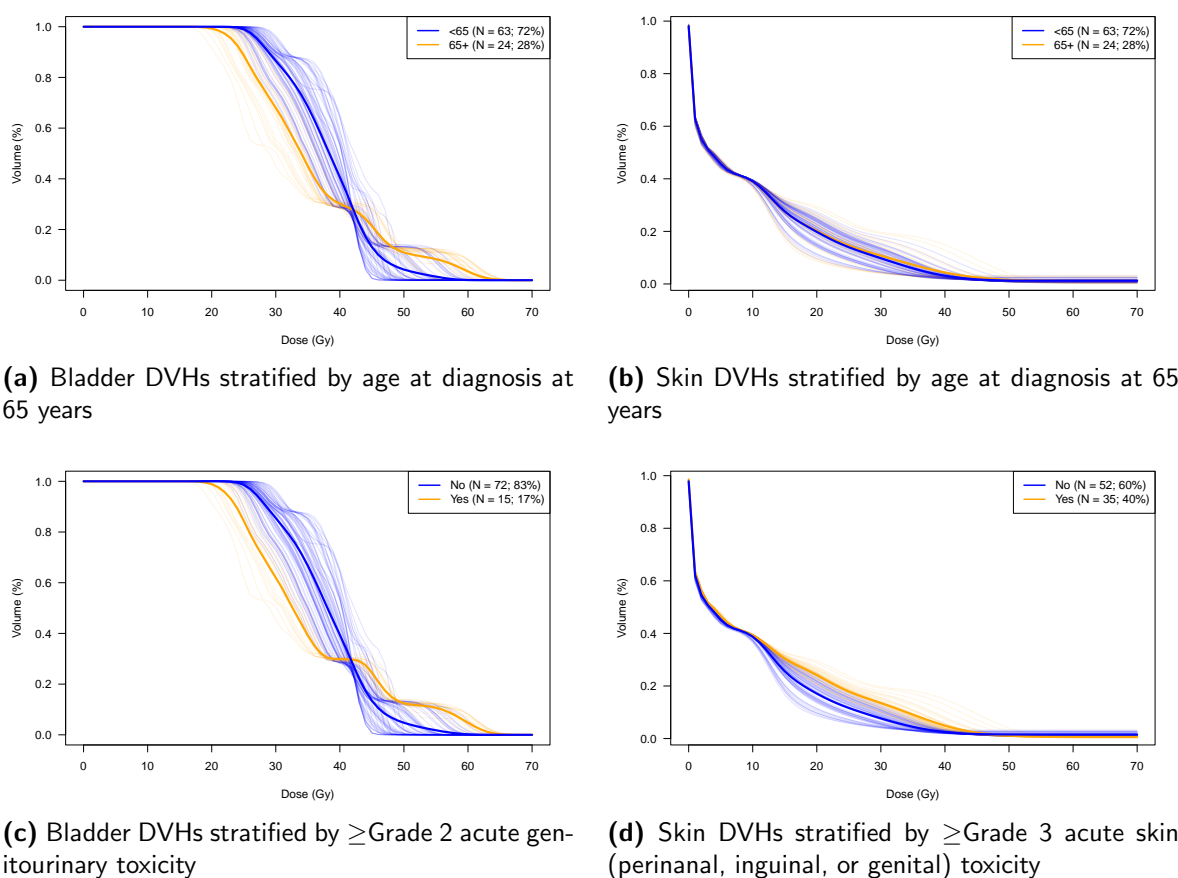 <65 (N = 63; 72%)
65+ (N = 24; 28%)
Volume (%)
1.0
0.8
0.6
0.4
0.2
0.0
0 10 20 30 40 50 60 70
Dose (Gy)
(a) Bladder DVHs stratified by age at diagnosis at
65 years
<65 (N = 63; 72%)
65+ (N = 24; 28%)
Volume (%)
1.0
0.8
0.6
0.4
0.2
0.0
0 10 20 30 40 50 60 70
Dose (Gy)
(b) Skin DVHs stratified by age at diagnosis at 65
years
No (N = 72; 83%)
Yes (N = 15; 17%)
Volume (%)
1.0
0.8
0.6
0.4
0.2
0.0
0 10 20 30 40 50 60 70
Dose (Gy)
(c) Bladder DVHs stratified by ≥Grade 2 acute gen-
itourinary toxicity
No (N = 52; 60%)
Yes (N = 35; 40%)
Volume (%)
1.0
0.8
0.6
0.4
0.2
0.0
0 10 20 30 40 50 60 70
Dose (Gy)
(d) Skin DVHs stratified by ≥Grade 3 acute skin
(perinanal, inguinal, or genital) toxicity